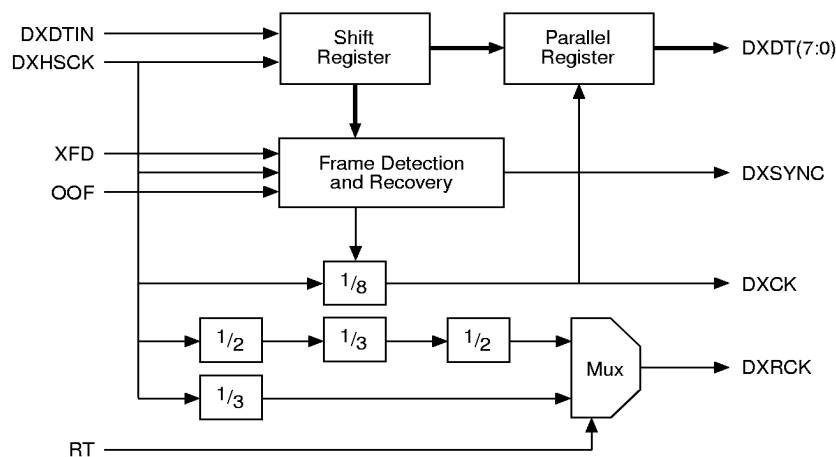 DXDTIN
DXHSCK
Shift
Register
Parallel
Register
DXDT(7:0)
XFD
OOF
Frame Detection
and Recovery
DXSYNC
1/8
DXCK
1/2
1/3
1/2
1/3
Mux
DXRCK
RT